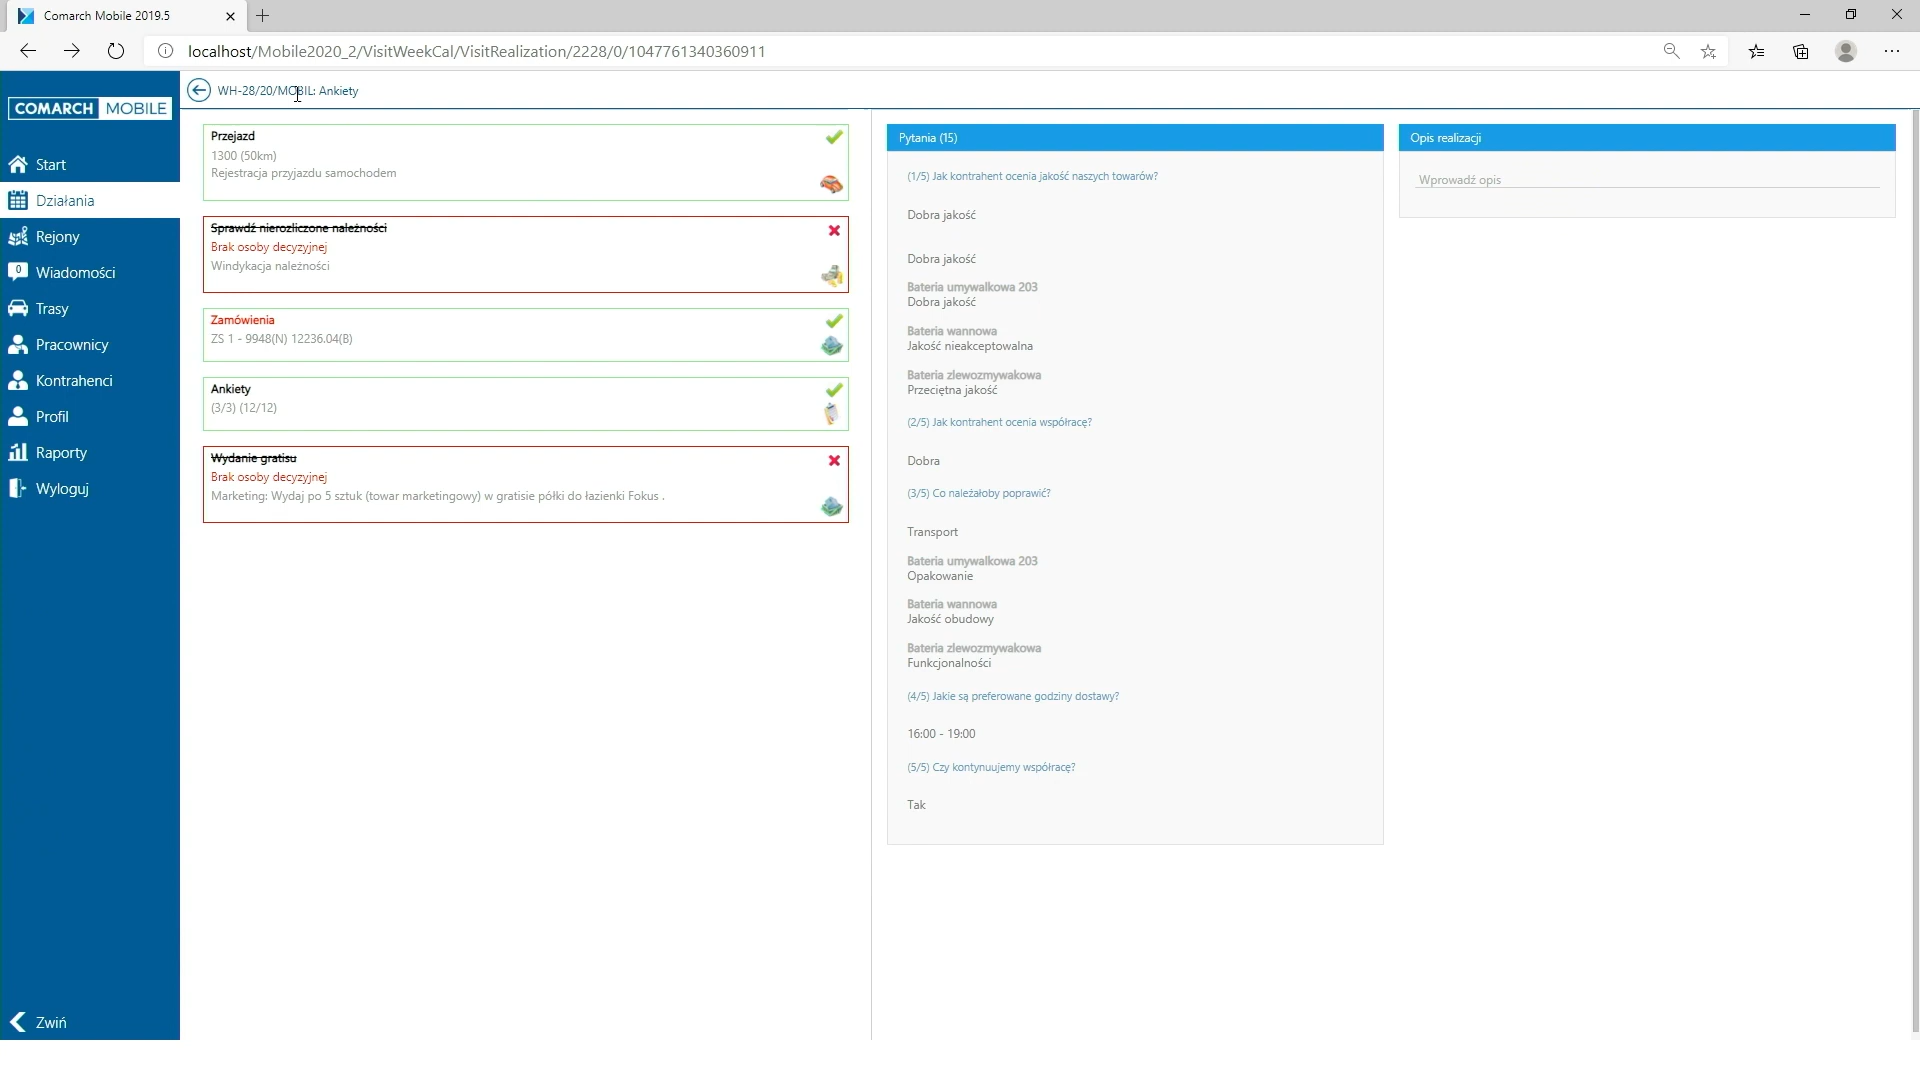 Comarch Mobile 2019.5
localhost/Mobile2020_2/VisitWeekCal/VisitRealization/2228/0/1047761340360911
COMARCH MOBILE
Start
Działania
Rejony
0
Wiadomości
Trasy
Pracownicy
Kontrahenci
Profil
Raporty
Wyloguj
Zwiń
WH-28/20/MOBIL: Ankiety
Przejazd
1300 (50km)
Rejestracja przyjazdu samochodem
Sprawdź nierozliczone należności
Brak osoby decyzyjnej
Windykacja należności
Zamówienia
ZS 1 - 9948(N) 12236.04(B)
Ankiety
(3/3) (12/12)
Wydanie gratisu
Brak osoby decyzyjnej
Marketing: Wydaj po 5 sztuk (towar marketingowy) w gratisie półki do łazienki Fokus .
Pytania (15)
(1/5) Jak kontrahent ocenia jakość naszych towarów?
Dobra jakość
Dobra jakość
Bateria umywalkowa 203
Dobra jakość
Bateria wannowa
Jakość nieakceptowalna
Bateria zlewozmywakowa
Przeciętna jakość
(2/5) Jak kontrahent ocenia współracę?
Dobra
(3/5) Co należałoby poprawić?
Transport
Bateria umywalkowa 203
Opakowanie
Bateria wannowa
Jakość obudowy
Bateria zlewozmywakowa
Funkcjonalności
(4/5) Jakie są preferowane godziny dostawy?
16:00 - 19:00
(5/5) Czy kontynuujemy współracę?
Tak
Opis realizacji
Wprowadź opis